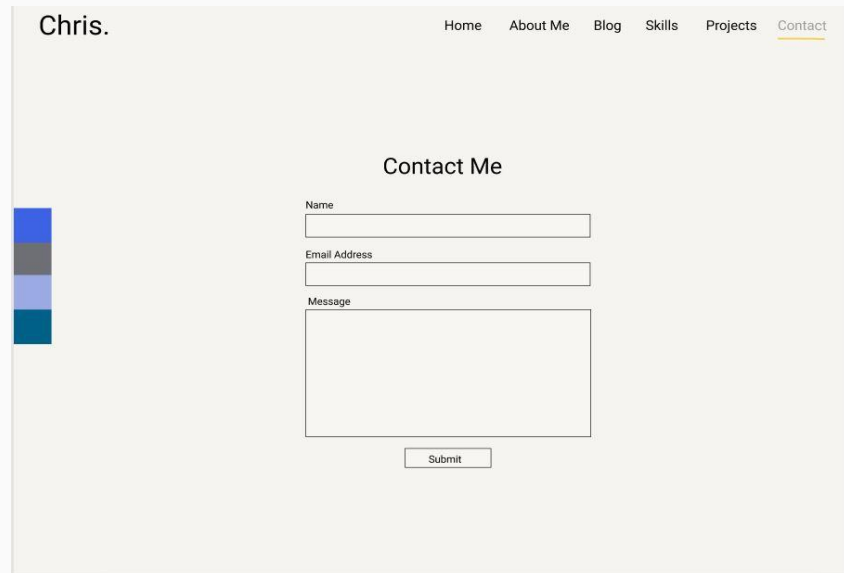 Chris.
Home About Me Blog Skills Projects Contact
Contact Me
Name
Email Address
Message
Submit